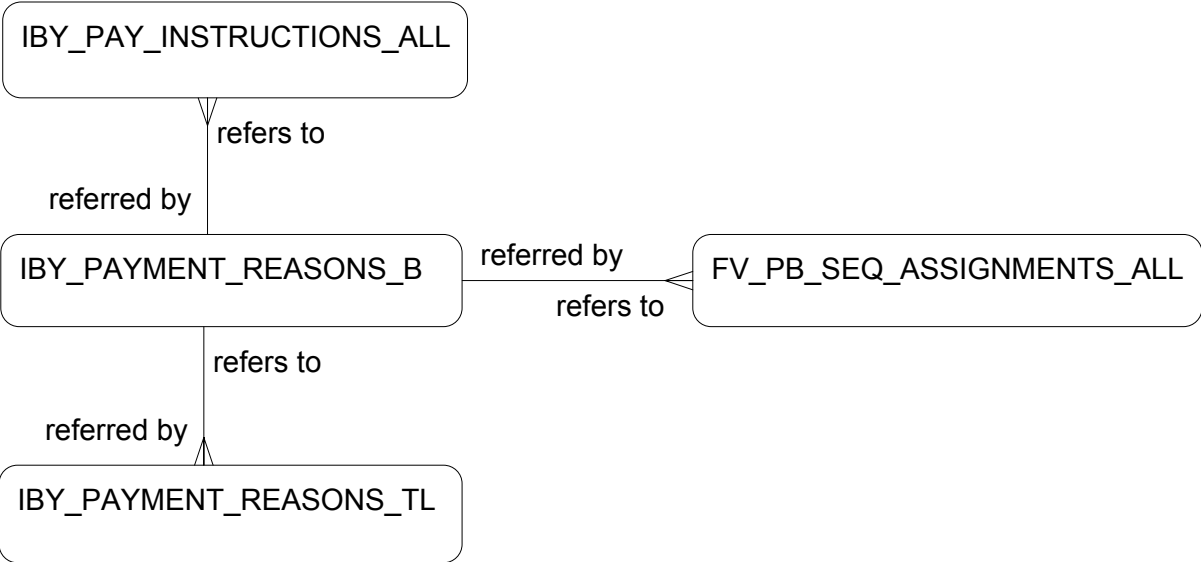 IBY_PAY_INSTRUCTIONS_ALL
refers to
referred by
IBY_PAYMENT_REASONS_B
referred by
refers to
FV_PB_SEQ_ASSIGNMENTS_ALL
refers to
referred by
IBY_PAYMENT_REASONS_TL